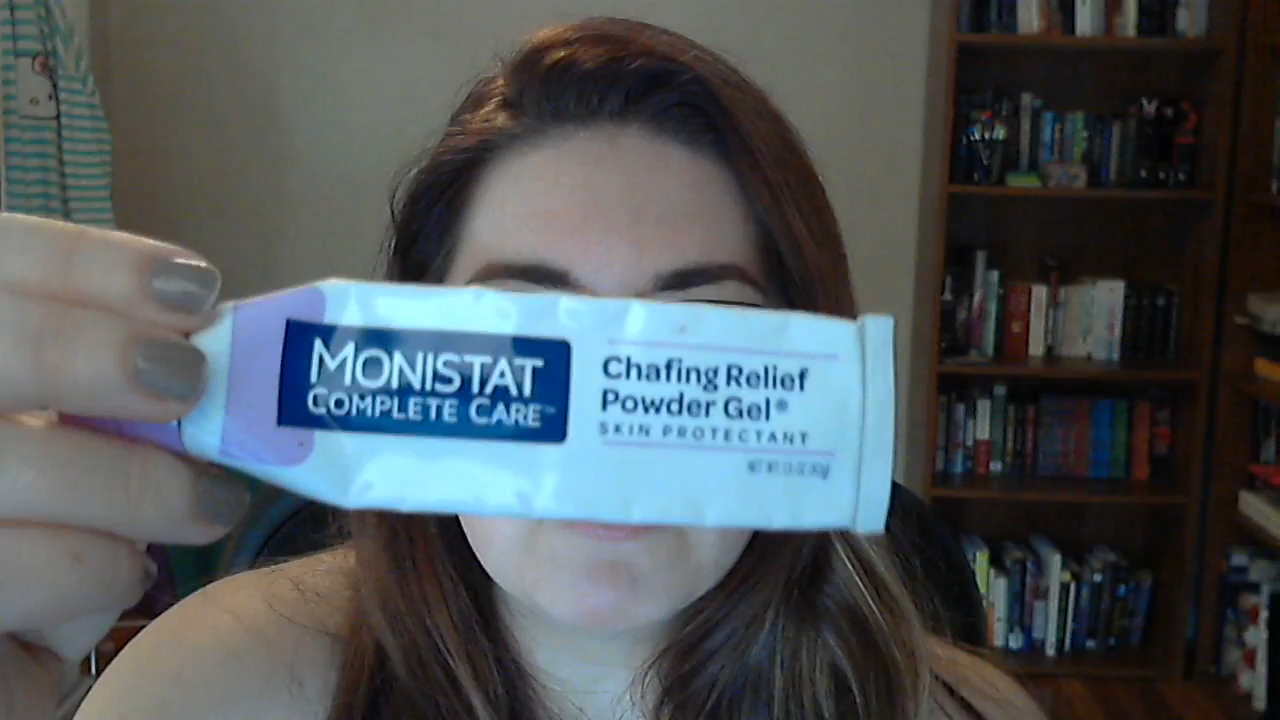 MONISTAT
COMPLETE CARE™
Chafing Relief
Powder Gel®
SKIN PROTECTANT